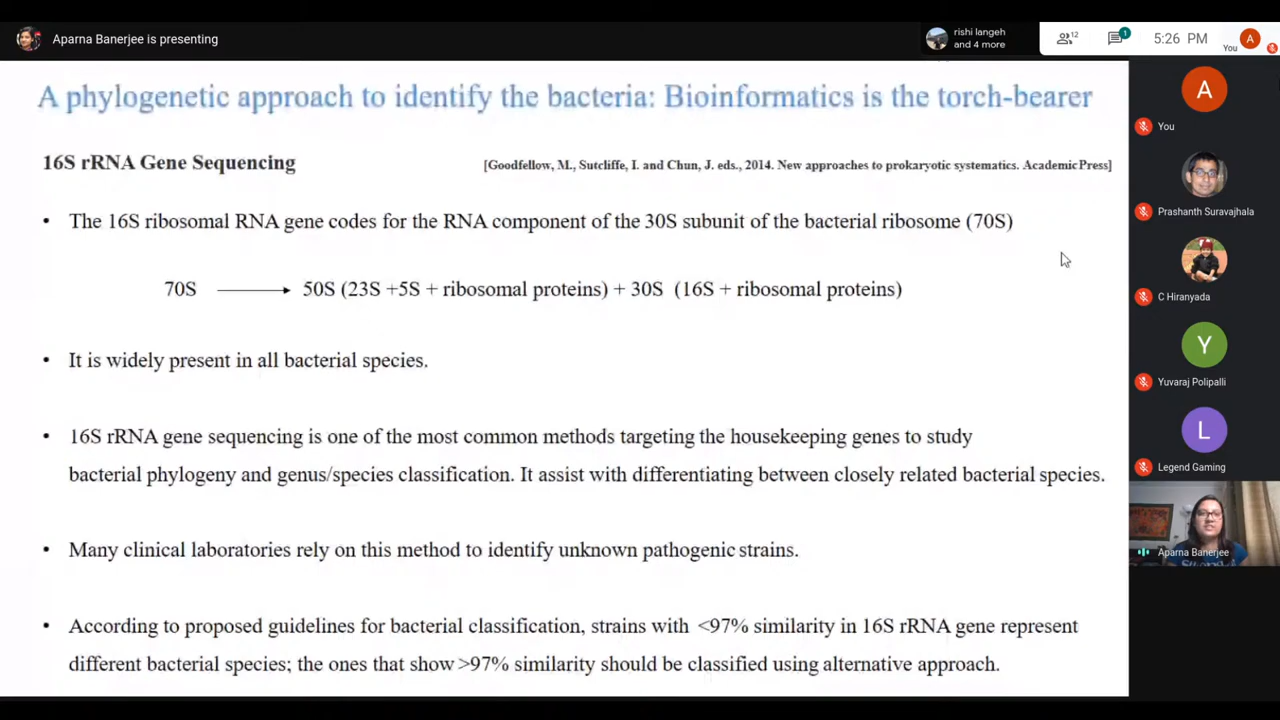 Aparna Banerjee is presenting
rishi langeh
and 4 more
12
1
5:26 PM
You
A
A phylogenetic approach to identify the bacteria: Bioinformatics is the torch-bearer
16S rRNA Gene Sequencing
[Goodfellow, M., Sutcliffe, I. and Chun, J. eds., 2014. New approaches to prokaryotic systematics. Academic Press]
• The 16S ribosomal RNA gene codes for the RNA component of the 30S subunit of the bacterial ribosome (70S)
70S → 50S (23S +5S + ribosomal proteins) + 30S (16S + ribosomal proteins)
• It is widely present in all bacterial species.
• 16S rRNA gene sequencing is one of the most common methods targeting the housekeeping genes to study
bacterial phylogeny and genus/species classification. It assist with differentiating between closely related bacterial species.
• Many clinical laboratories rely on this method to identify unknown pathogenic strains.
• According to proposed guidelines for bacterial classification, strains with <97% similarity in 16S rRNA gene represent
different bacterial species; the ones that show >97% similarity should be classified using alternative approach.
A
You
Prashanth Suravajhala
C Hiranyada
Y
Yuvaraj Polipalli
L
Legend Gaming
Aparna Banerjee